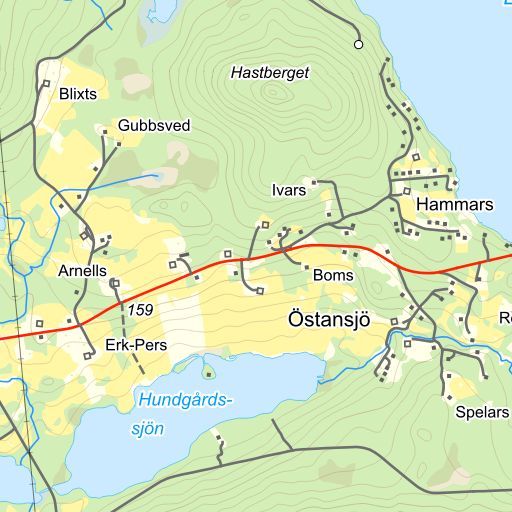 Hastberget
Blixts
Gubbsved
Ivars
Hammars
Arnells
Boms
159
Östansjö
Erk-Pers
Hundgårds-
sjön
Spelars